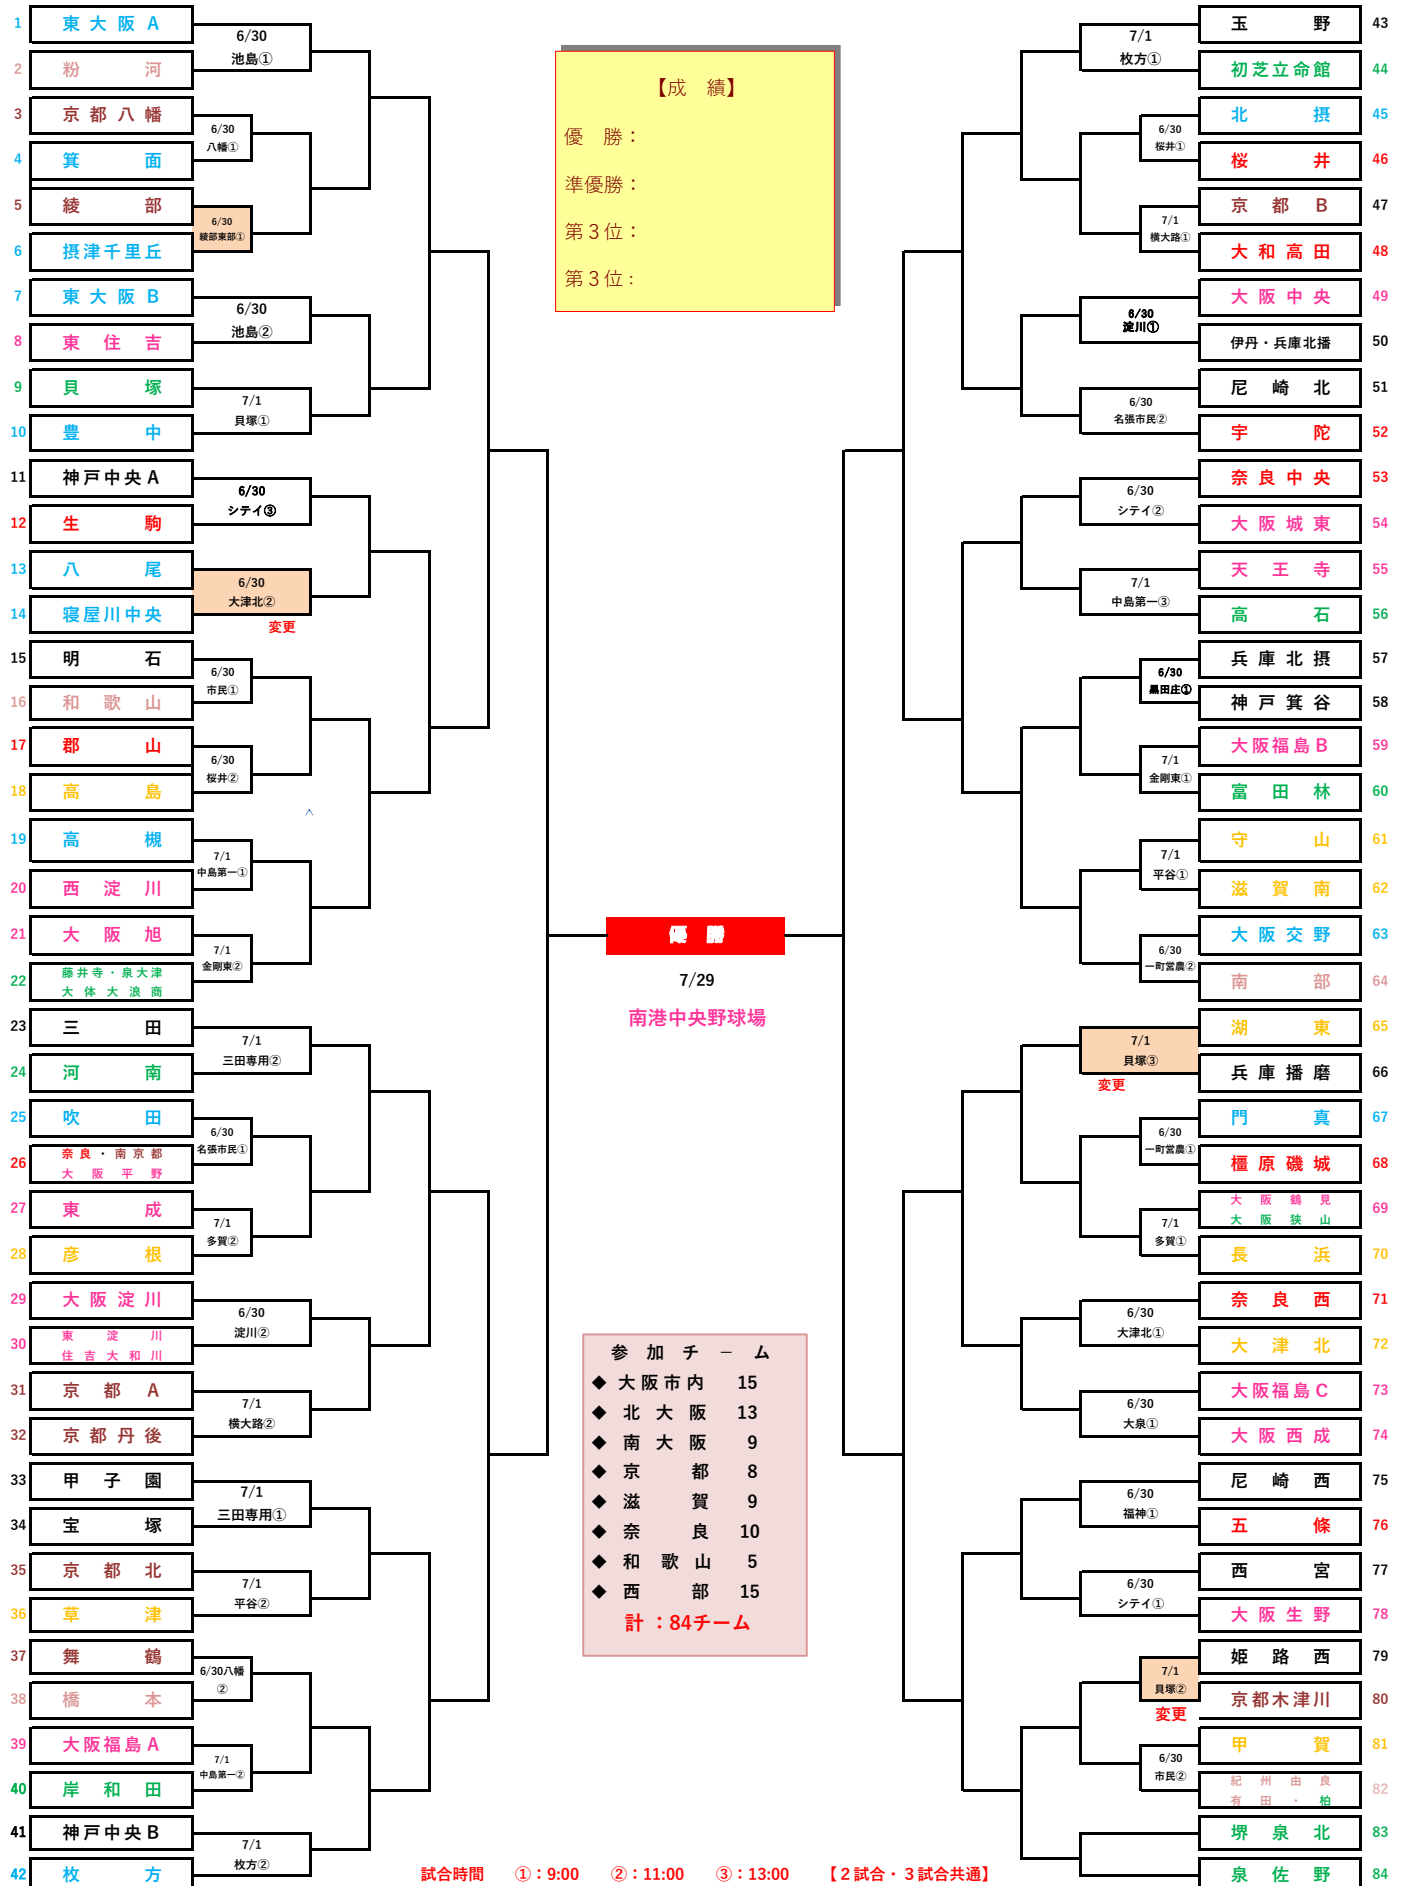 1 東大阪A
6/30
池島①
2 粉河
3 京都八幡
6/30
八幡①
4 箕面
5 綾部
6/30
綾部東部①
6 摂津千里丘
7 東大阪B
6/30
池島②
8 東住吉
9 貝塚
7/1
貝塚①
10 豊中
11 神戸中央A
6/30
シテイ③
12 生駒
13 八尾
6/30
大津北②
14 寝屋川中央
変更
15 明石
6/30
市民①
16 和歌山
17 郡山
6/30
桜井②
18 高島
19 高槻
7/1
中島第一①
20 西淀川
21 大阪旭
7/1
金剛東②
22 藤井寺・泉大津
大体大浪商
23 三田
7/1
三田専用②
24 河南
25 吹田
6/30
名張市民①
26 奈良・南京都
大阪平野
27 東成
7/1
多賀②
28 彦根
29 大阪淀川
6/30
淀川②
30 東淀川
住吉大和川
31 京都A
7/1
横大路②
32 京都丹後
33 甲子園
7/1
三田専用①
34 宝塚
35 京都北
7/1
平谷②
36 草津
37 舞鶴
6/30八幡
②
38 橋本
39 大阪福島A
7/1
中島第一②
40 岸和田
41 神戸中央B
7/1
枚方②
42 枚方
【成 績】
優 勝：
準優勝：
第３位：
第３位：
優 勝
7/29
南港中央野球場
参加チーム
◆ 大阪市内 15
◆ 北大阪 13
◆ 南大阪 9
◆ 京都 8
◆ 滋賀 9
◆ 奈良 10
◆ 和歌山 5
◆ 西部 15
計：84チーム
玉野 43
7/1
枚方①
初芝立命館 44
北摂 45
6/30
桜井①
桜井 46
京都B 47
7/1
横大路①
大和高田 48
大阪中央 49
6/30
淀川①
伊丹・兵庫北播 50
尼崎北 51
6/30
名張市民②
宇陀 52
奈良中央 53
6/30
シテイ②
大阪城東 54
天王寺 55
7/1
中島第一③
高石 56
兵庫北摂 57
6/30
黒田庄①
神戸箕谷 58
大阪福島B 59
7/1
金剛東①
富田林 60
守山 61
7/1
平谷①
滋賀南 62
大阪交野 63
6/30
一町営農②
南部 64
湖東 65
7/1
貝塚③
兵庫播磨 66
変更
門真 67
6/30
一町営農①
橿原磯城 68
大阪鶴見
大阪狭山 69
7/1
多賀①
長浜 70
奈良西 71
6/30
大津北①
大津北 72
大阪福島C 73
6/30
大泉①
大阪西成 74
尼崎西 75
6/30
福神①
五條 76
西宮 77
6/30
シテイ①
大阪生野 78
姫路西 79
7/1
貝塚②
京都木津川 80
変更
甲賀 81
6/30
市民②
紀州由良
有田・柏 82
堺泉北 83
泉佐野 84
試合時間 ①：9:00 ②：11:00 ③：13:00 【２試合・３試合共通】